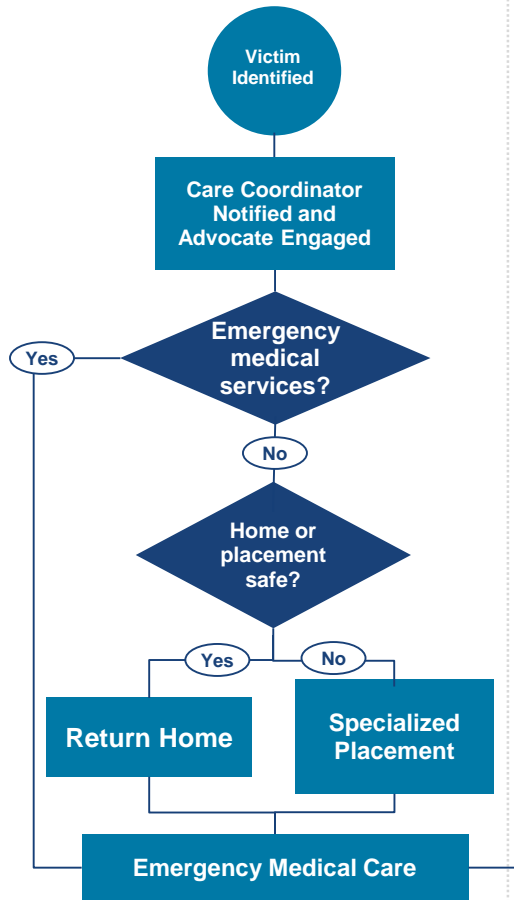 Victim
Identified
Care Coordinator
Notified and
Advocate Engaged
Emergency
medical
services?
Yes
No
Home or
placement
safe?
Yes
No
Return Home
Specialized
Placement
Emergency Medical Care